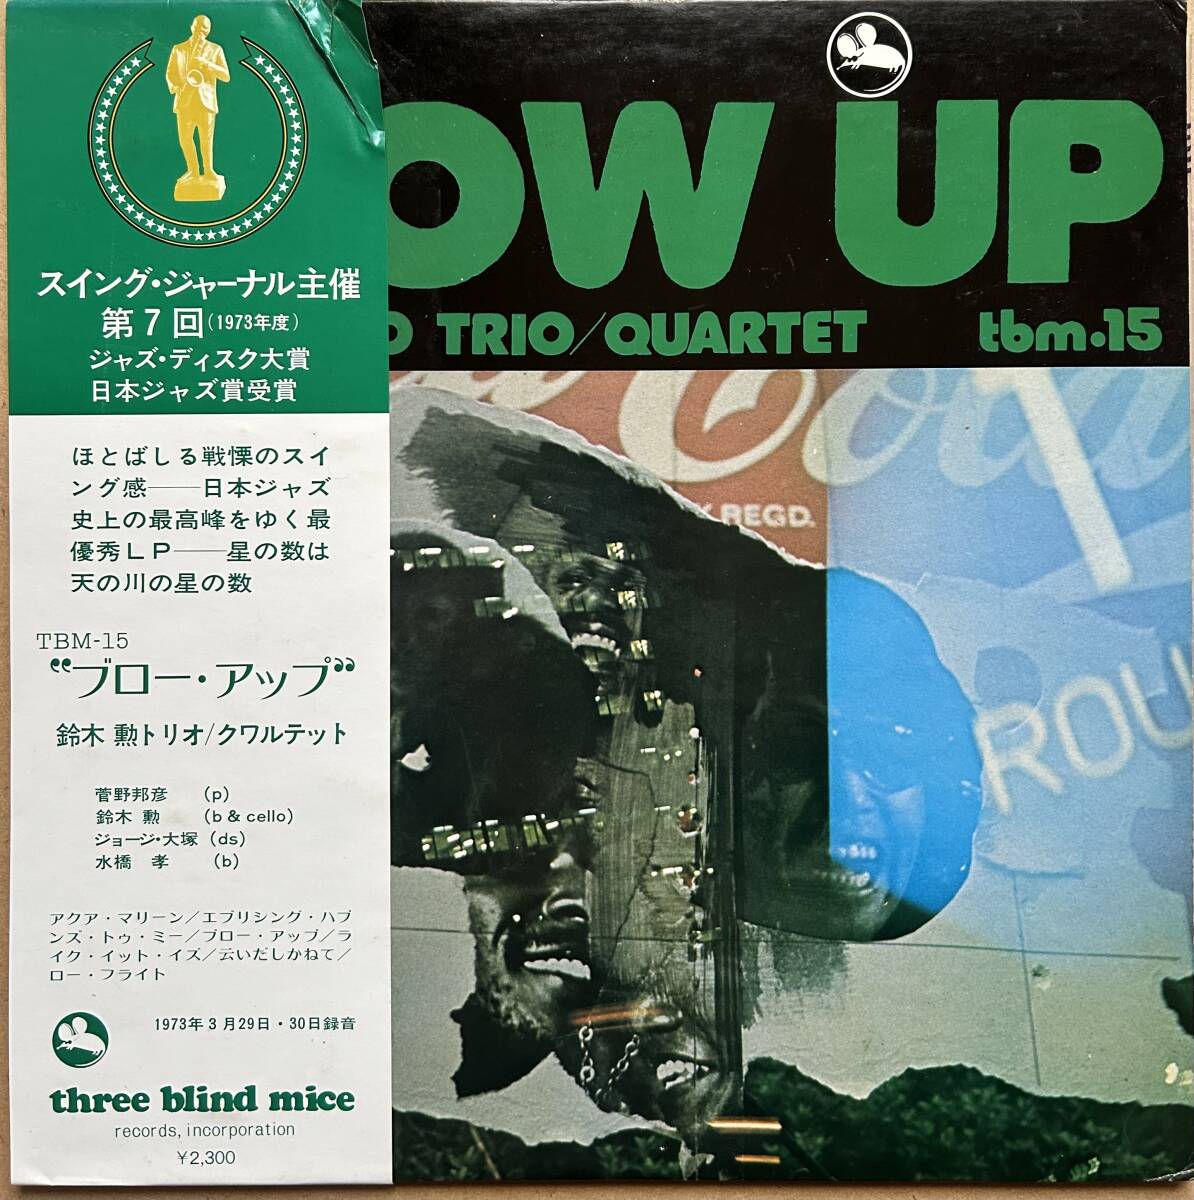 スイング・ジャーナル主催
第7回(1973年度)
ジャズ・ディスク大賞
日本ジャズ賞受賞
ほとばしる戦慄のスイ
ング感──日本ジャズ
史上の最高峰をゆく最
優秀LP──星の数は
天の川の星の数
TBM-15
“ブロー・アップ”
鈴木 勲トリオ/クワルテット
菅野邦彦 (p)
鈴木 勲 (b & cello)
ジョージ・大塚 (ds)
水橋 孝 (b)
アクア・マリーン/エブリシング・ハプ
ンズ・トゥ・ミー/ブロー・アップ/ラ
イク・イット・イズ/云いだしかねて/
ロー・フライト
1973年3月29日・30日録音
three blind mice
records, incorporation
¥2,300
OW UP
O TRIO/QUARTET
tbm•15
Cola
REGD.
ROU